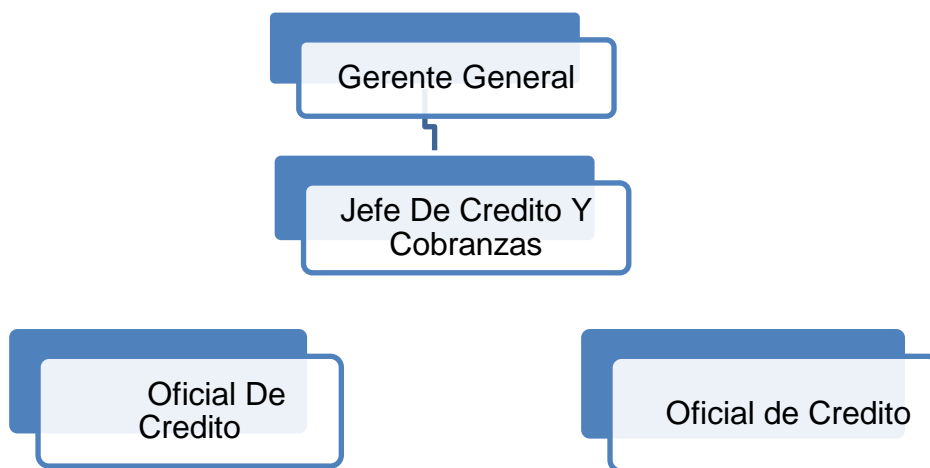 Gerente General
Jefe De Credito Y
Cobranzas
Oficial De
Credito
Oficial de Credito